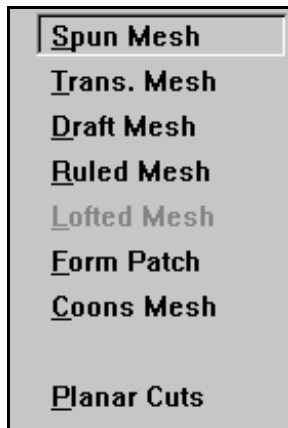 Spun Mesh
Trans. Mesh
Draft Mesh
Ruled Mesh
Lofted Mesh
Form Patch
Coons Mesh
Planar Cuts